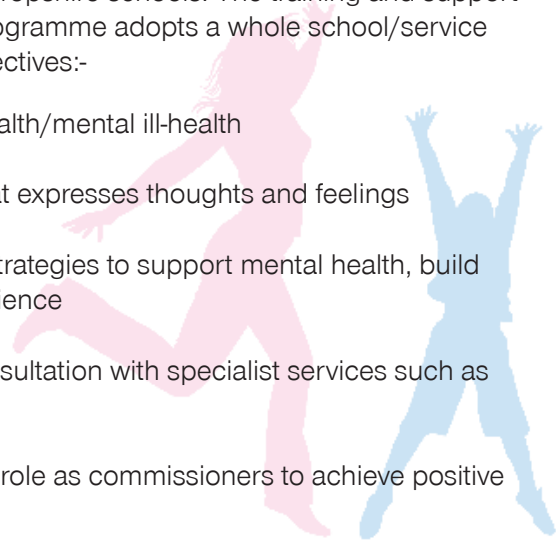 opshire schools. The training and support
ogramme adopts a whole school/service
ectives:-
alth/mental ill-health
at expresses thoughts and feelings
trategies to support mental health, build
ience
sultation with specialist services such as
role as commissioners to achieve positive